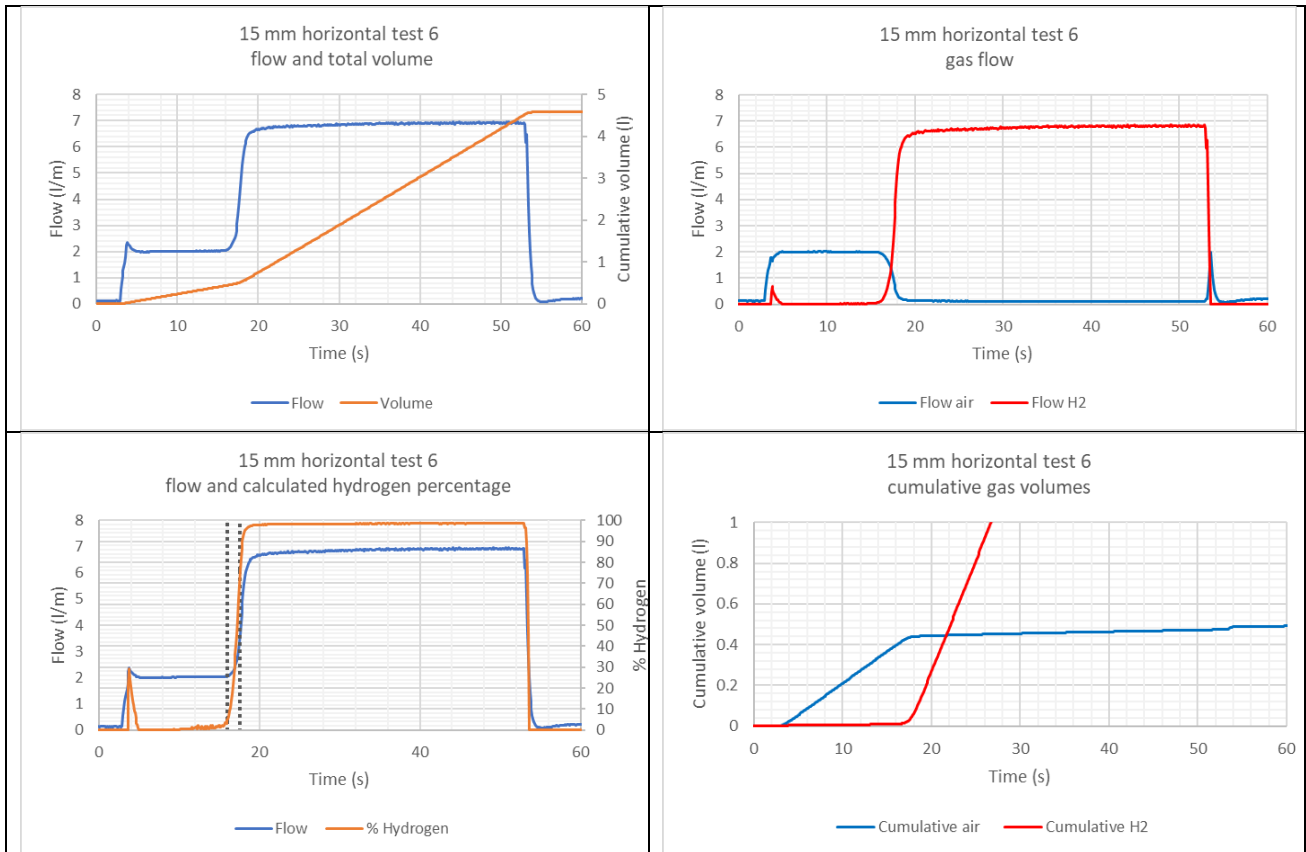 15 mm horizontal test 6
flow and total volume
8
7
6
5
4
3
2
1
0
5
4
3
2
1
0
Flow (l/m)
Cumulative volume (l)
0 10 20 30 40 50 60
Time (s)
Flow Volume
15 mm horizontal test 6
gas flow
8
7
6
5
4
3
2
1
0
Flow (l/m)
0 10 20 30 40 50 60
Time (s)
Flow air Flow H2
15 mm horizontal test 6
flow and calculated hydrogen percentage
8
7
6
5
4
3
2
1
0
100
90
80
70
60
50
40
30
20
10
0
Flow (l/m)
% Hydrogen
0 20 40 60
Time (s)
Flow % Hydrogen
15 mm horizontal test 6
cumulative gas volumes
1
0.8
0.6
0.4
0.2
0
Cumulative volume (l)
0 10 20 30 40 50 60
Time (s)
Cumulative air Cumulative H2